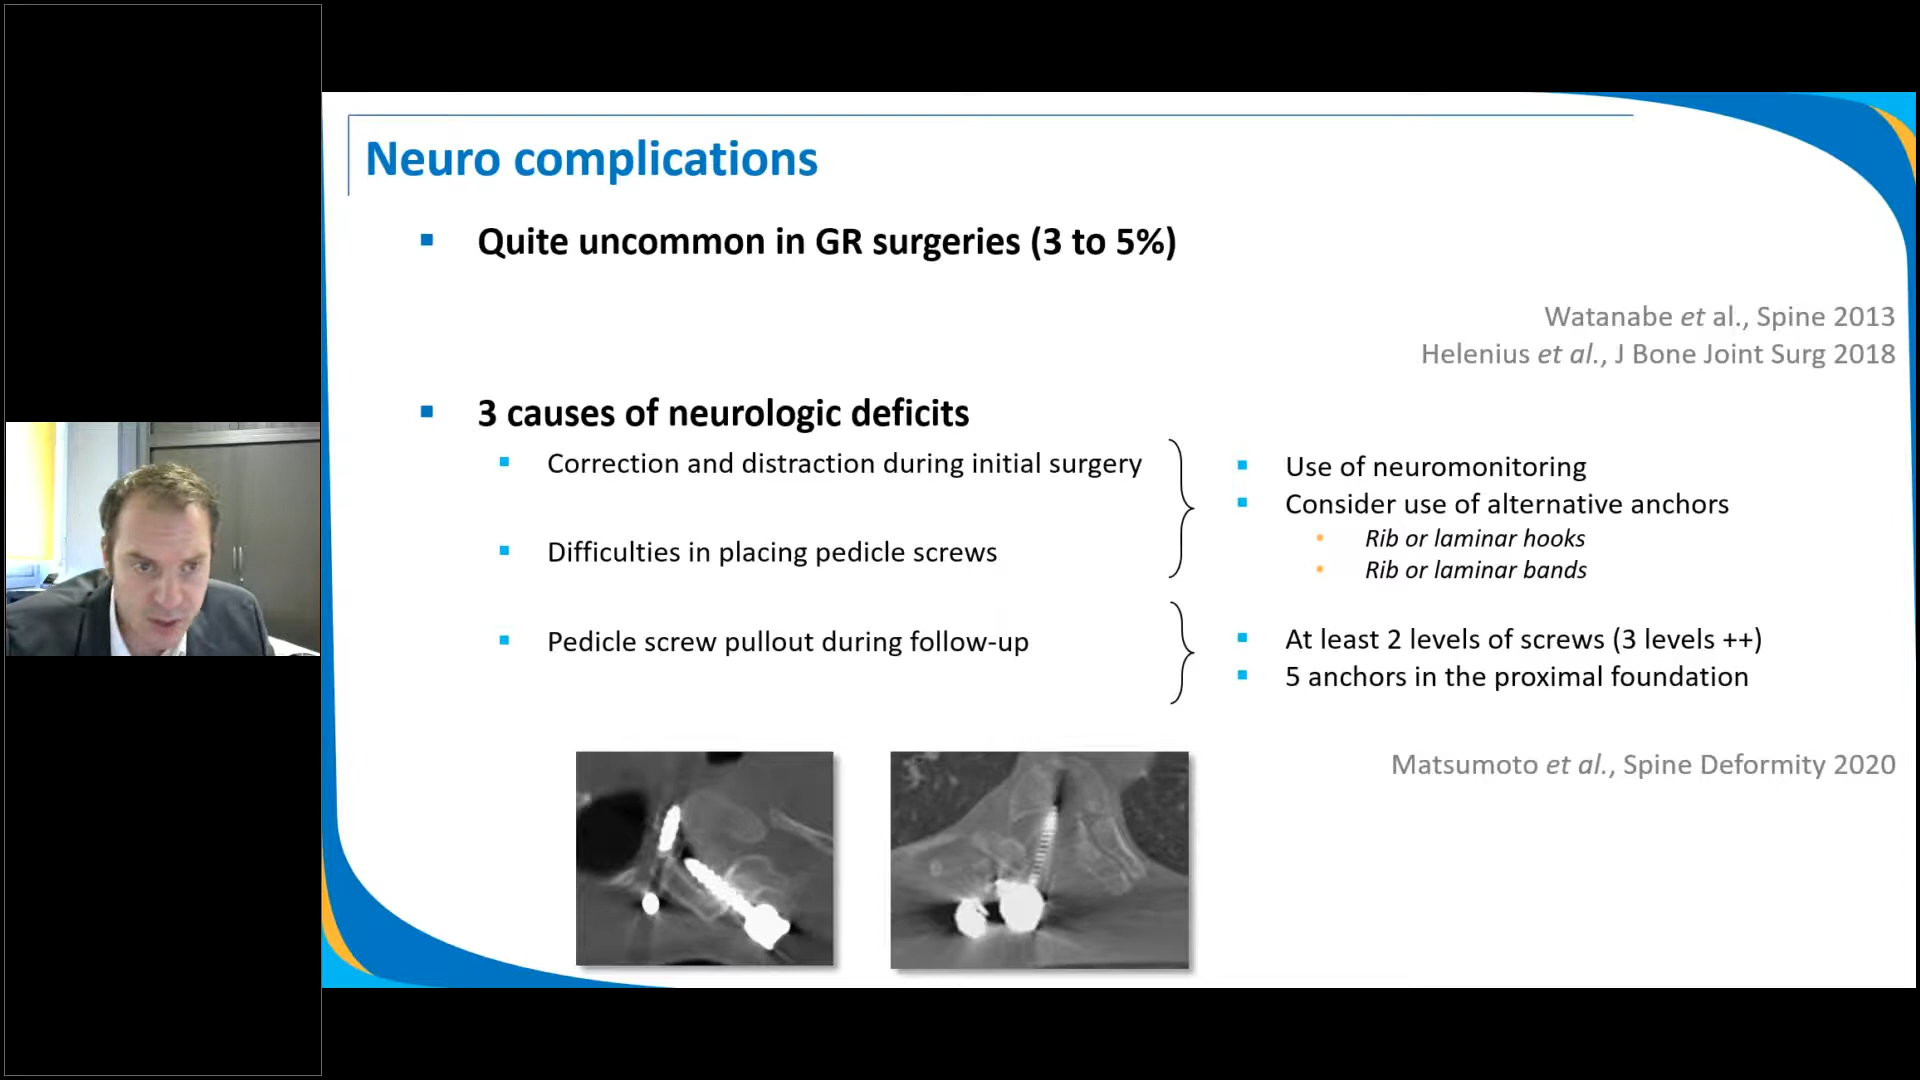 Neuro complications
Quite uncommon in GR surgeries (3 to 5%)
Watanabe et al., Spine 2013
Helenius et al., J Bone Joint Surg 2018
3 causes of neurologic deficits
Correction and distraction during initial surgery
Difficulties in placing pedicle screws
Use of neuromonitoring
Consider use of alternative anchors
Rib or laminar hooks
Rib or laminar bands
Pedicle screw pullout during follow-up
At least 2 levels of screws (3 levels ++)
5 anchors in the proximal foundation
Matsumoto et al., Spine Deformity 2020